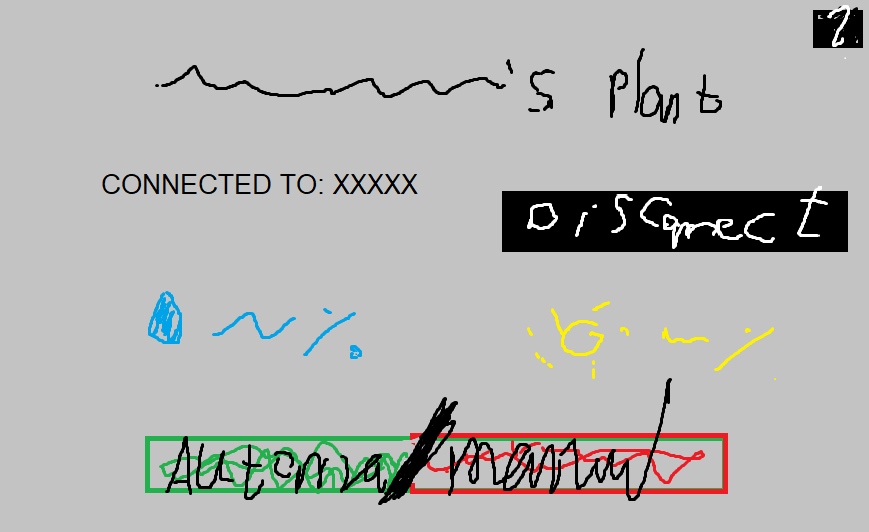 ?
's Plant
CONNECTED TO: XXXXX
Disconnect
%
%
Automa/manual